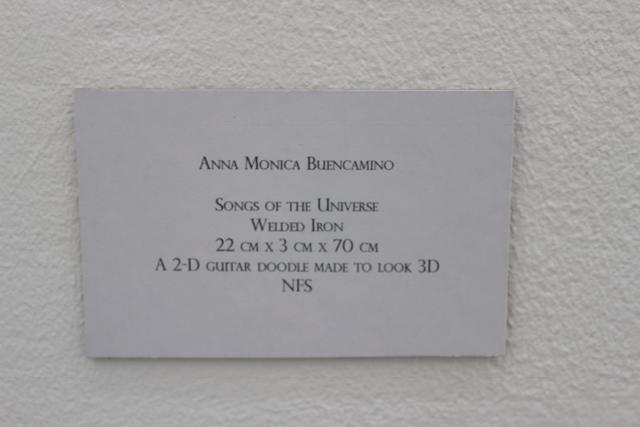 Anna Monica Buencamino
Songs of the Universe
Welded Iron
22 cm x 3 cm x 70 cm
A 2-D guitar doodle made to look 3D
NFS